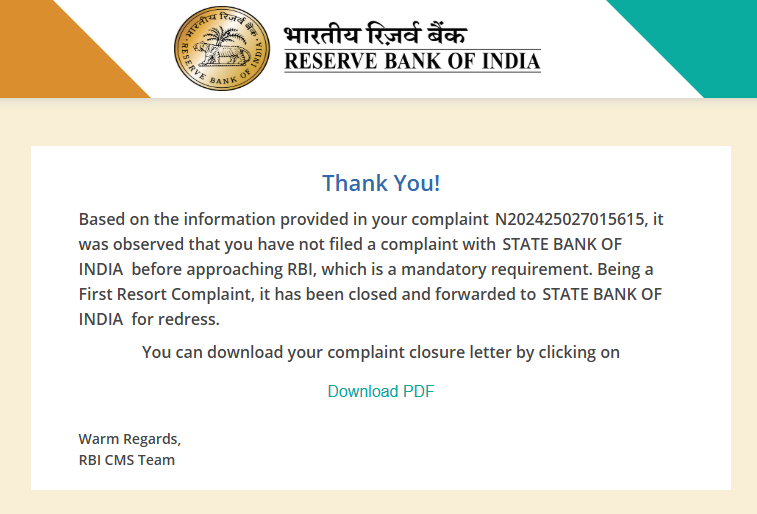 भारतीय रिज़र्व बैंक
RESERVE BANK OF INDIA
भारतीय रिज़र्व बैंक
RESERVE BANK OF INDIA
Thank You!
Based on the information provided in your complaint N202425027015615, it
was observed that you have not filed a complaint with STATE BANK OF
INDIA before approaching RBI, which is a mandatory requirement. Being a
First Resort Complaint, it has been closed and forwarded to STATE BANK OF
INDIA for redress.
You can download your complaint closure letter by clicking on
Download PDF
Warm Regards,
RBI CMS Team